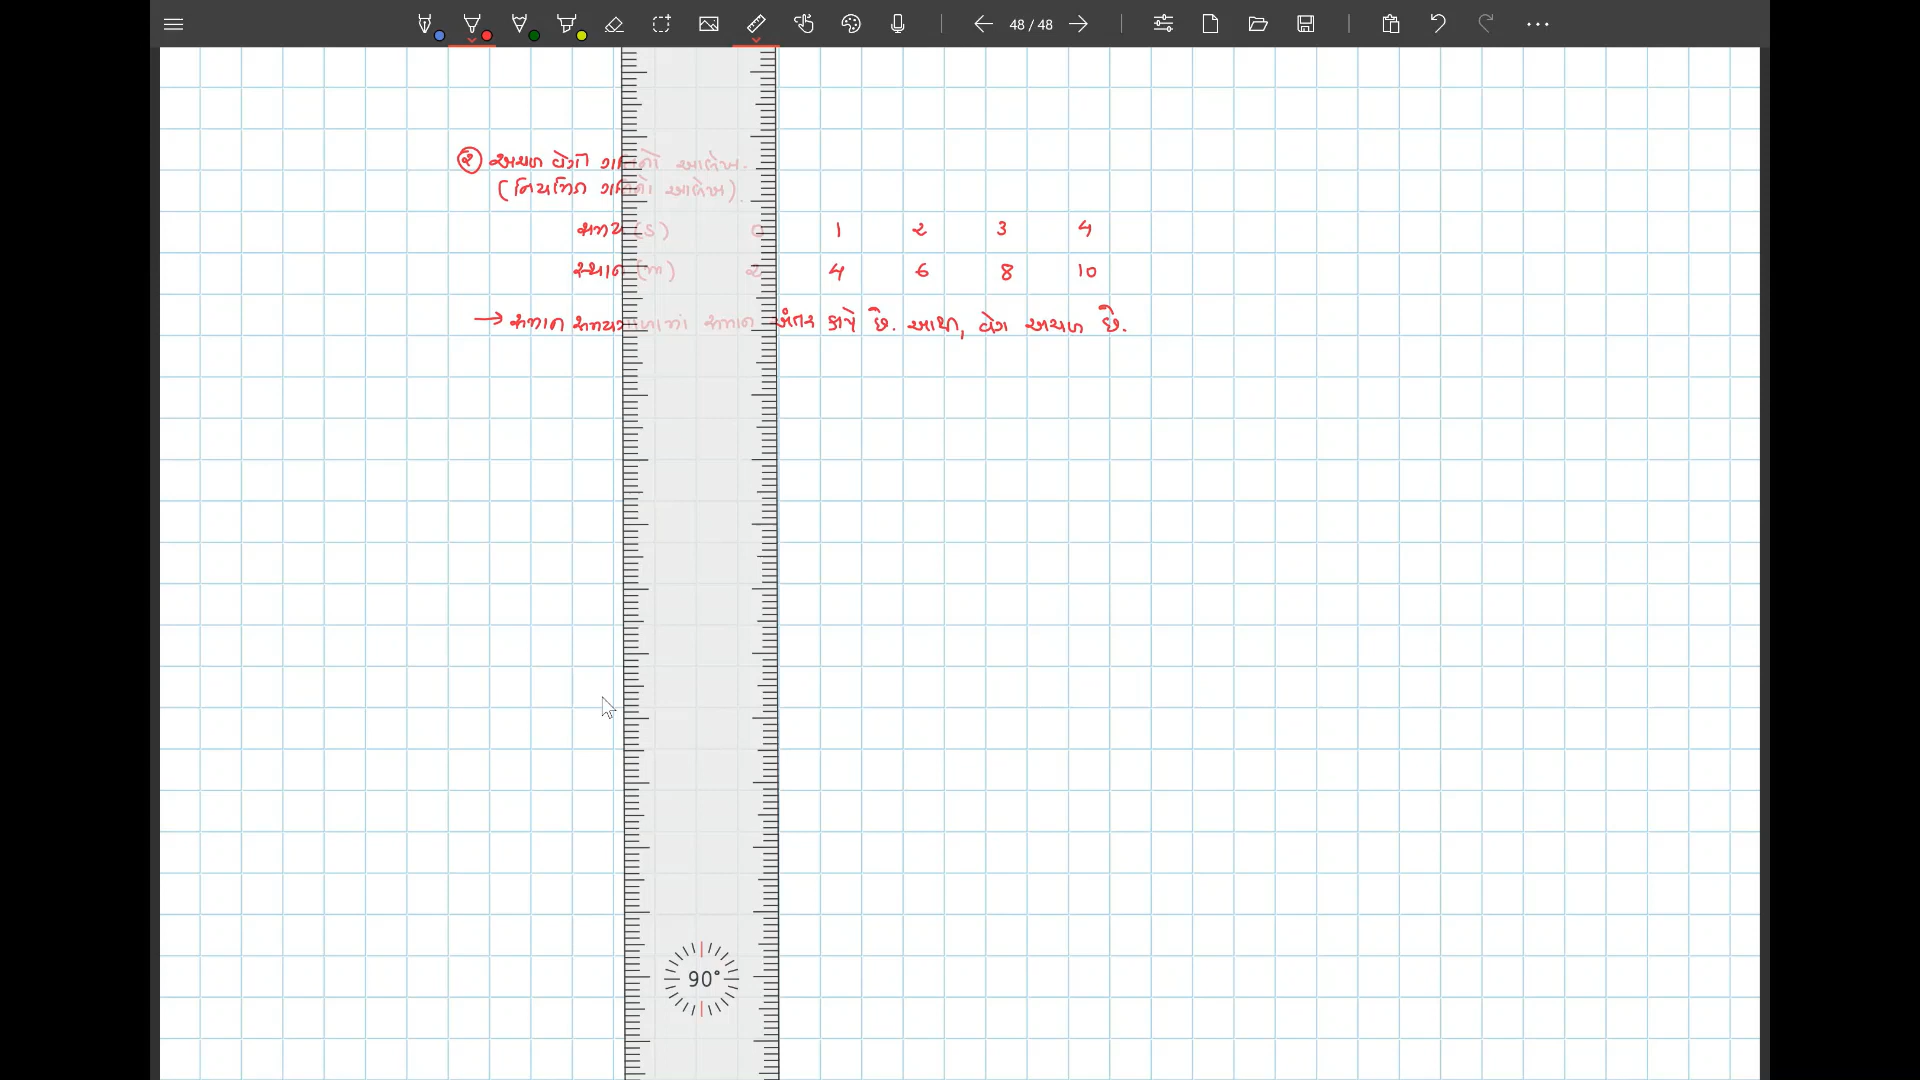 48 / 48
② અચળ વેગી ગતિનો આલેખ.
(નિયમિત ગતિનો આલેખ).
સમય (s) 0 1 2 3 4
સ્થાન (m) 2 4 6 8 10
→ સમાન સમયગાળામાં સમાન અંતર કાપે છે. આથી, વેગ અચળ છે.
90°